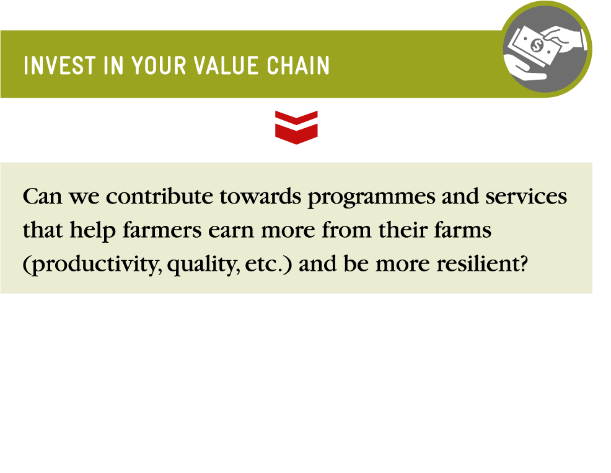 INVEST IN YOUR VALUE CHAIN
Can we contribute towards programmes and services
that help farmers earn more from their farms
(productivity, quality, etc.) and be more resilient?